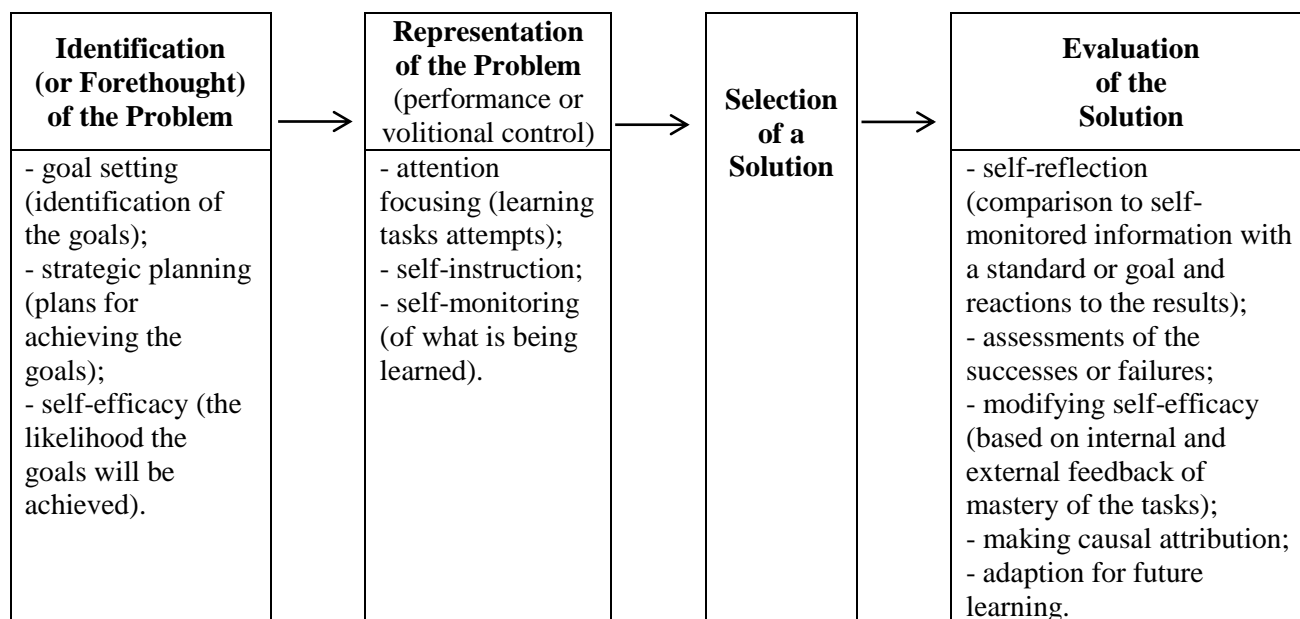 Identification
(or Forethought)
of the Problem
- goal setting
(identification of
the goals);
- strategic planning
(plans for
achieving the
goals);
- self-efficacy (the
likelihood the
goals will be
achieved).
Representation
of the Problem
(performance or
volitional control)
- attention
focusing (learning
tasks attempts);
- self-instruction;
- self-monitoring
(of what is being
learned).
Selection
of a
Solution
Evaluation
of the
Solution
- self-reflection
(comparison to self-
monitored information with
a standard or goal and
reactions to the results);
- assessments of the
successes or failures;
- modifying self-efficacy
(based on internal and
external feedback of
mastery of the tasks);
- making causal attribution;
- adaption for future
learning.